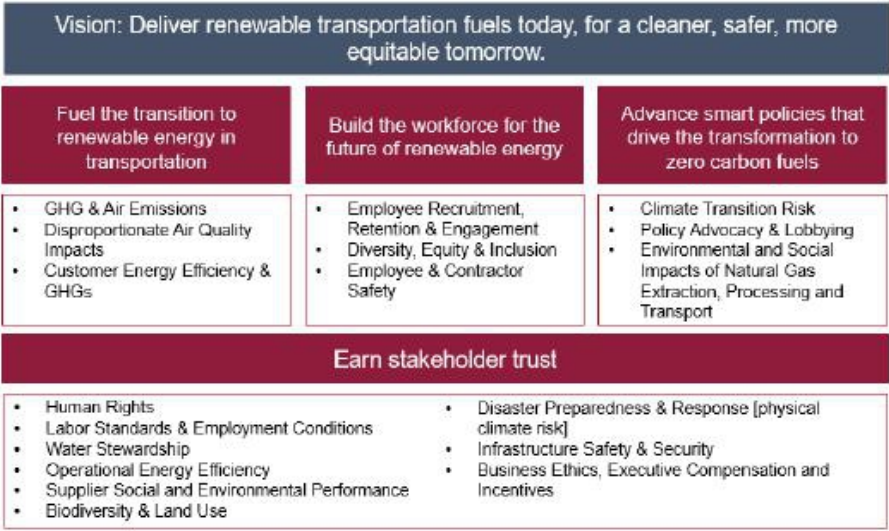 Vision: Deliver renewable transportation fuels today, for a cleaner, safer, more
equitable tomorrow.
Fuel the transition to
renewable energy in
transportation
• GHG & Air Emissions
• Disproportionate Air Quality
Impacts
• Customer Energy Efficiency &
GHGs
Build the workforce for the
future of renewable energy
• Employee Recruitment,
Retention & Engagement
• Diversity, Equity & Inclusion
• Employee & Contractor
Safety
Advance smart policies that
drive the transformation to
zero carbon fuels
• Climate Transition Risk
• Policy Advocacy & Lobbying
• Environmental and Social
Impacts of Natural Gas
Extraction, Processing and
Transport
Earn stakeholder trust
• Human Rights
• Labor Standards & Employment Conditions
• Water Stewardship
• Operational Energy Efficiency
• Supplier Social and Environmental Performance
• Biodiversity & Land Use
• Disaster Preparedness & Response [physical
climate risk]
• Infrastructure Safety & Security
• Business Ethics, Executive Compensation and
Incentives